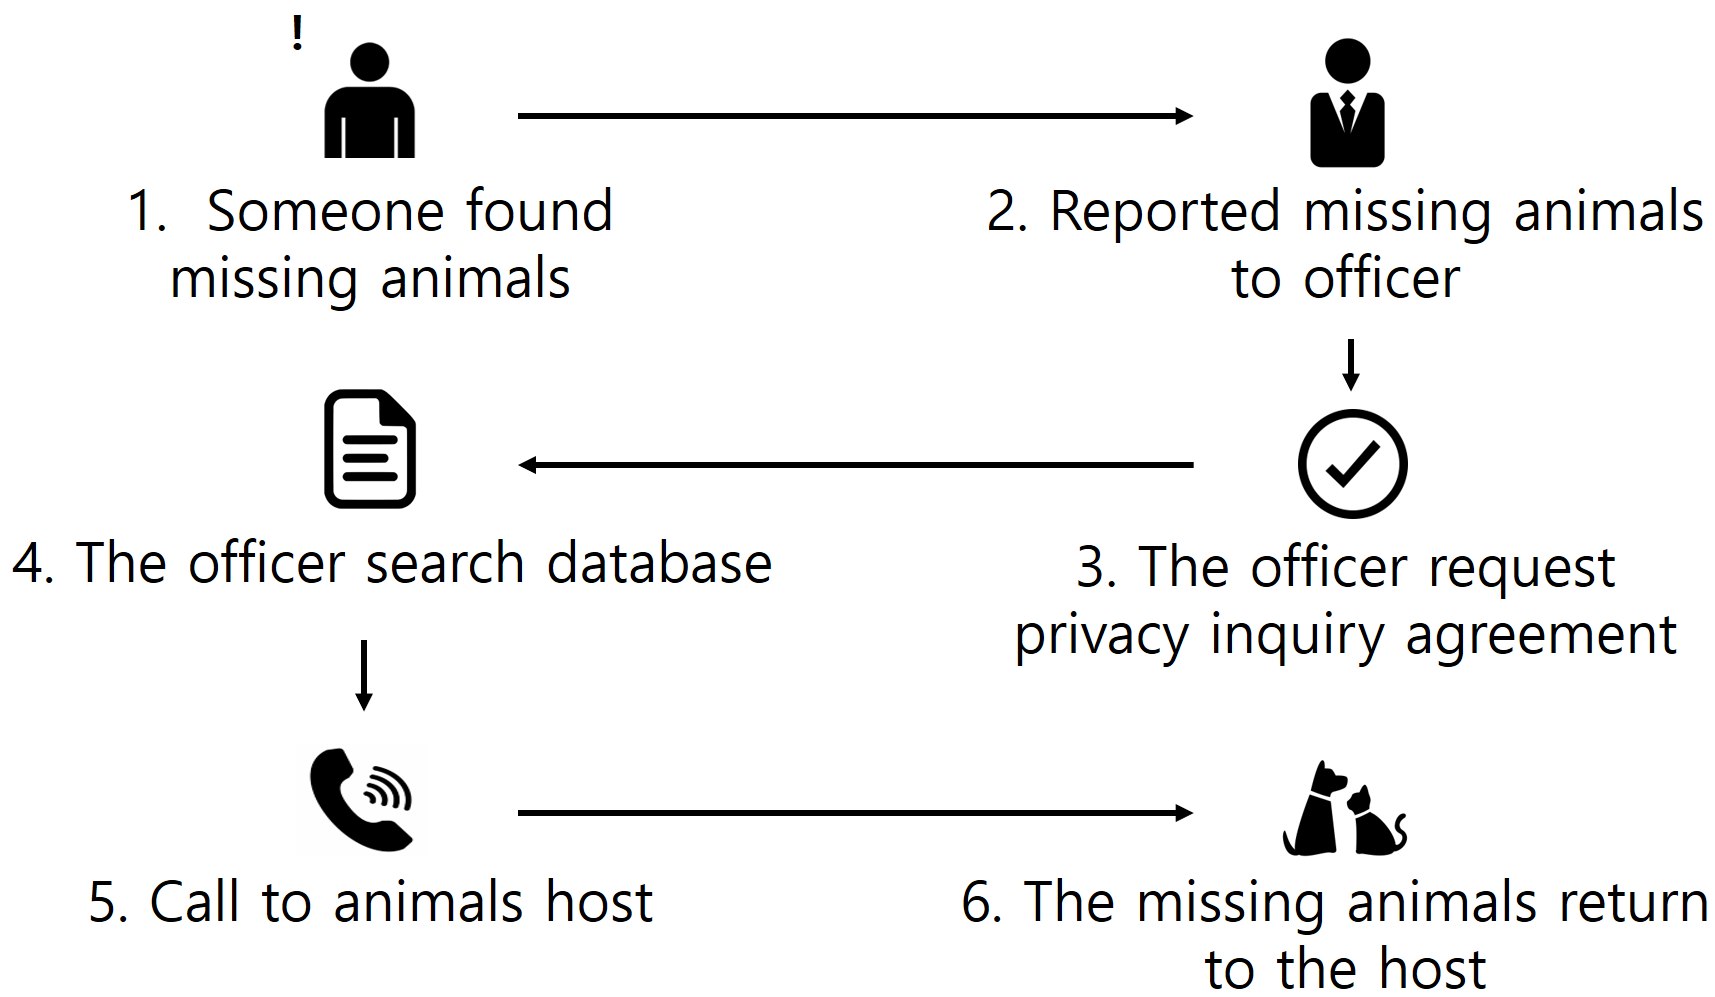 !
1. Someone found
missing animals
2. Reported missing animals
to officer
3. The officer request
privacy inquiry agreement
4. The officer search database
5. Call to animals host
6. The missing animals return
to the host